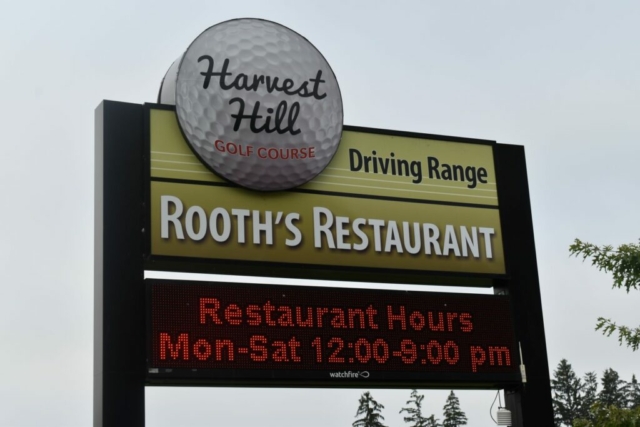 Harvest
Hill
GOLF COURSE
Driving Range
ROOTH'S RESTAURANT
Restaurant Hours
Mon-Sat 12:00-9:00 pm
watchfire